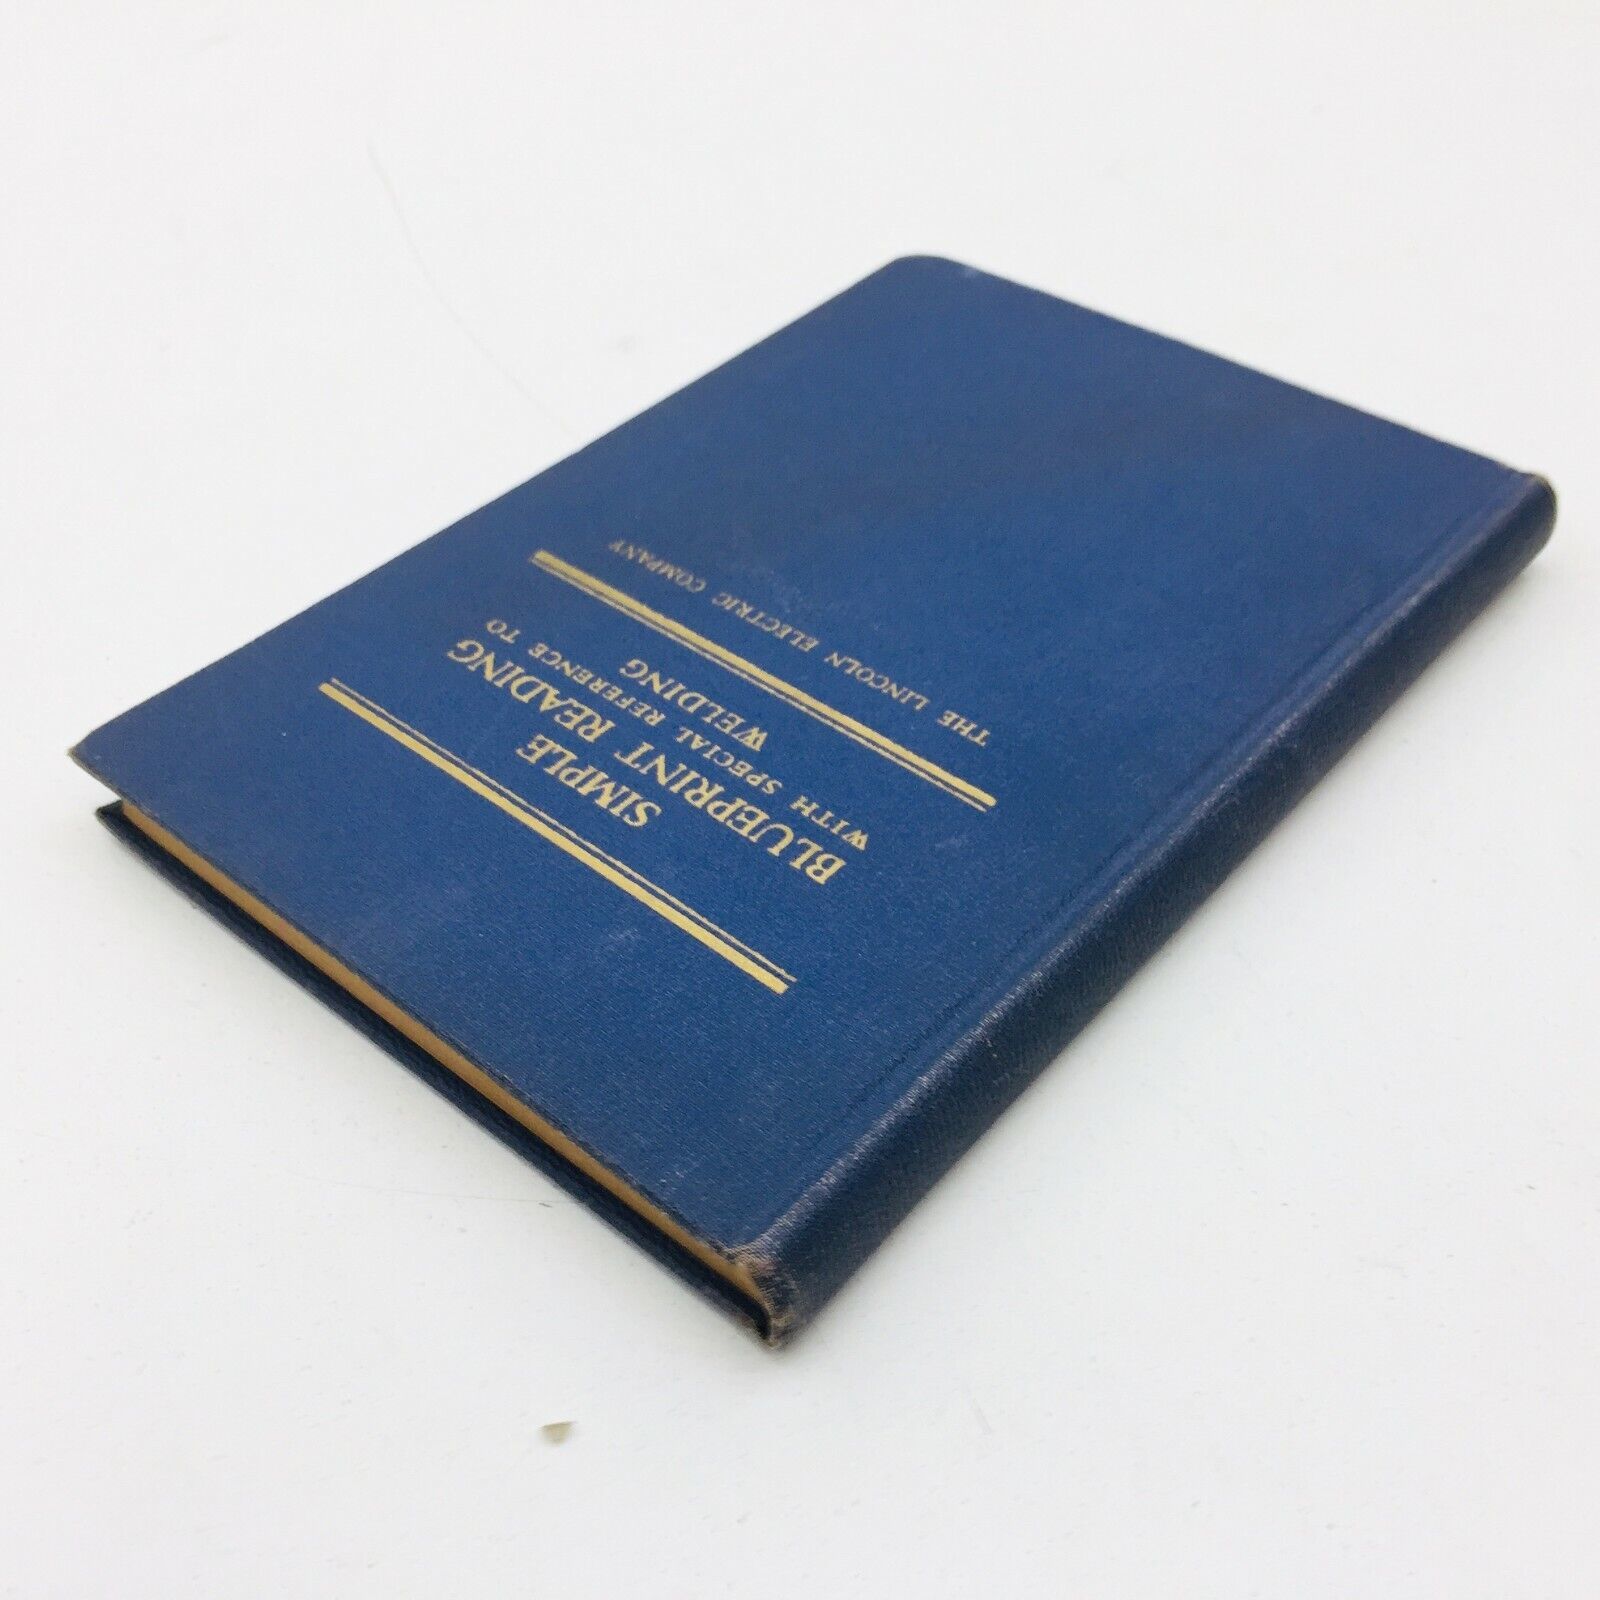 SIMPLE
BLUEPRINT READING
WITH SPECIAL REFERENCE TO
WELDING
THE LINCOLN ELECTRIC COMPANY